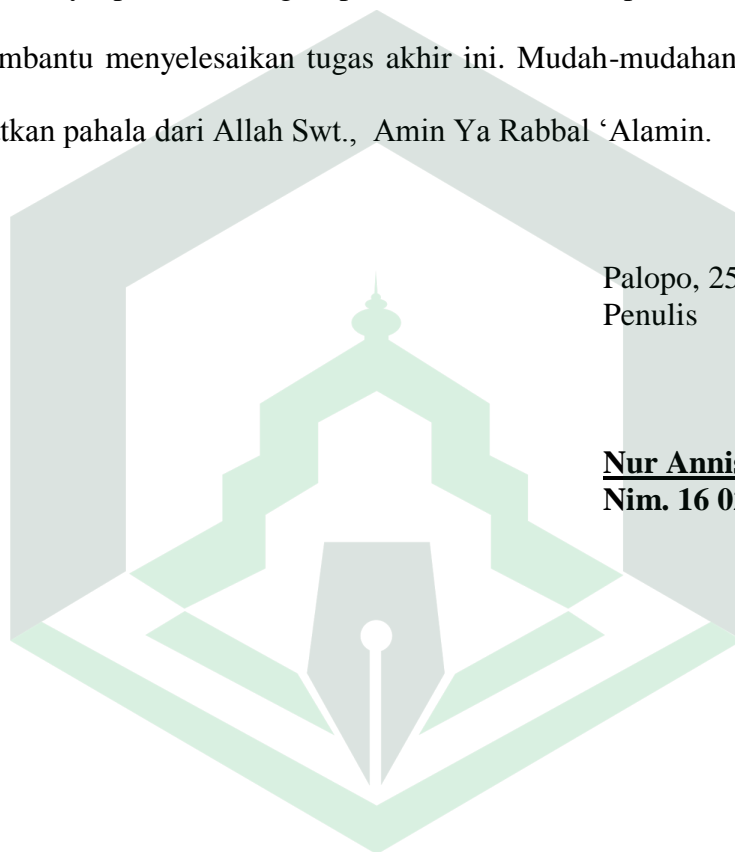 mbantu menyelesaikan tugas akhir ini. Mudah-mudahan
tkan pahala dari Allah Swt., Amin Ya Rabbal ‘Alamin.
Palopo, 25
Penulis
Nur Annis
Nim. 16 0